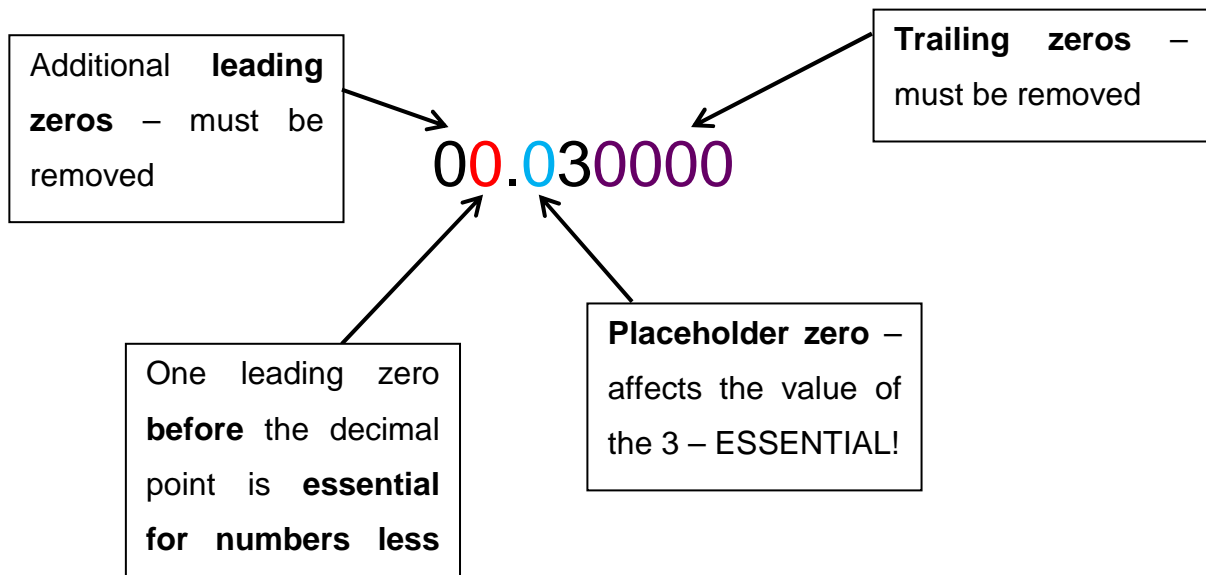 Additional leading
zeros – must be
removed
Trailing zeros –
must be removed
00.030000
One leading zero
before the decimal
point is essential
for numbers less
Placeholder zero –
affects the value of
the 3 – ESSENTIAL!